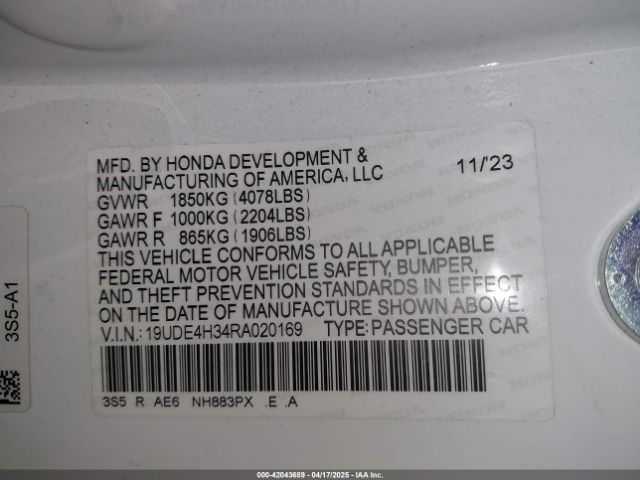 MFD. BY HONDA DEVELOPMENT &
MANUFACTURING OF AMERICA, LLC 11/'23
GVWR 1850KG (4078LBS)
GAWR F 1000KG (2204LBS)
GAWR R 865KG (1906LBS)
THIS VEHICLE CONFORMS TO ALL APPLICABLE
FEDERAL MOTOR VEHICLE SAFETY, BUMPER,
AND THEFT PREVENTION STANDARDS IN EFFECT
ON THE DATE OF MANUFACTURE SHOWN ABOVE.
V.I.N.: 19UDE4H34RA020169 TYPE: PASSENGER CAR
3S5 R AE6 NH883PX .E .A
3S5-A1
000-42043689 - 04/17/2025 - IAA Inc.